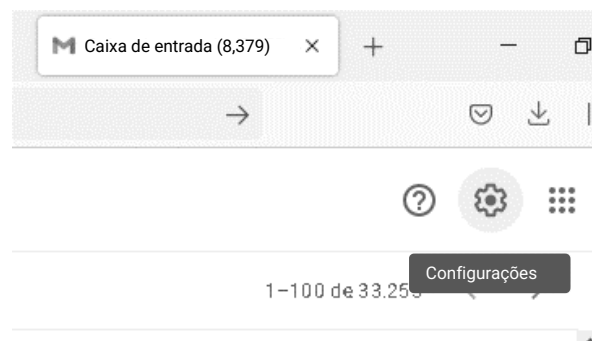 Caixa de entrada (8,379)
Configurações
1–100 de 33.25